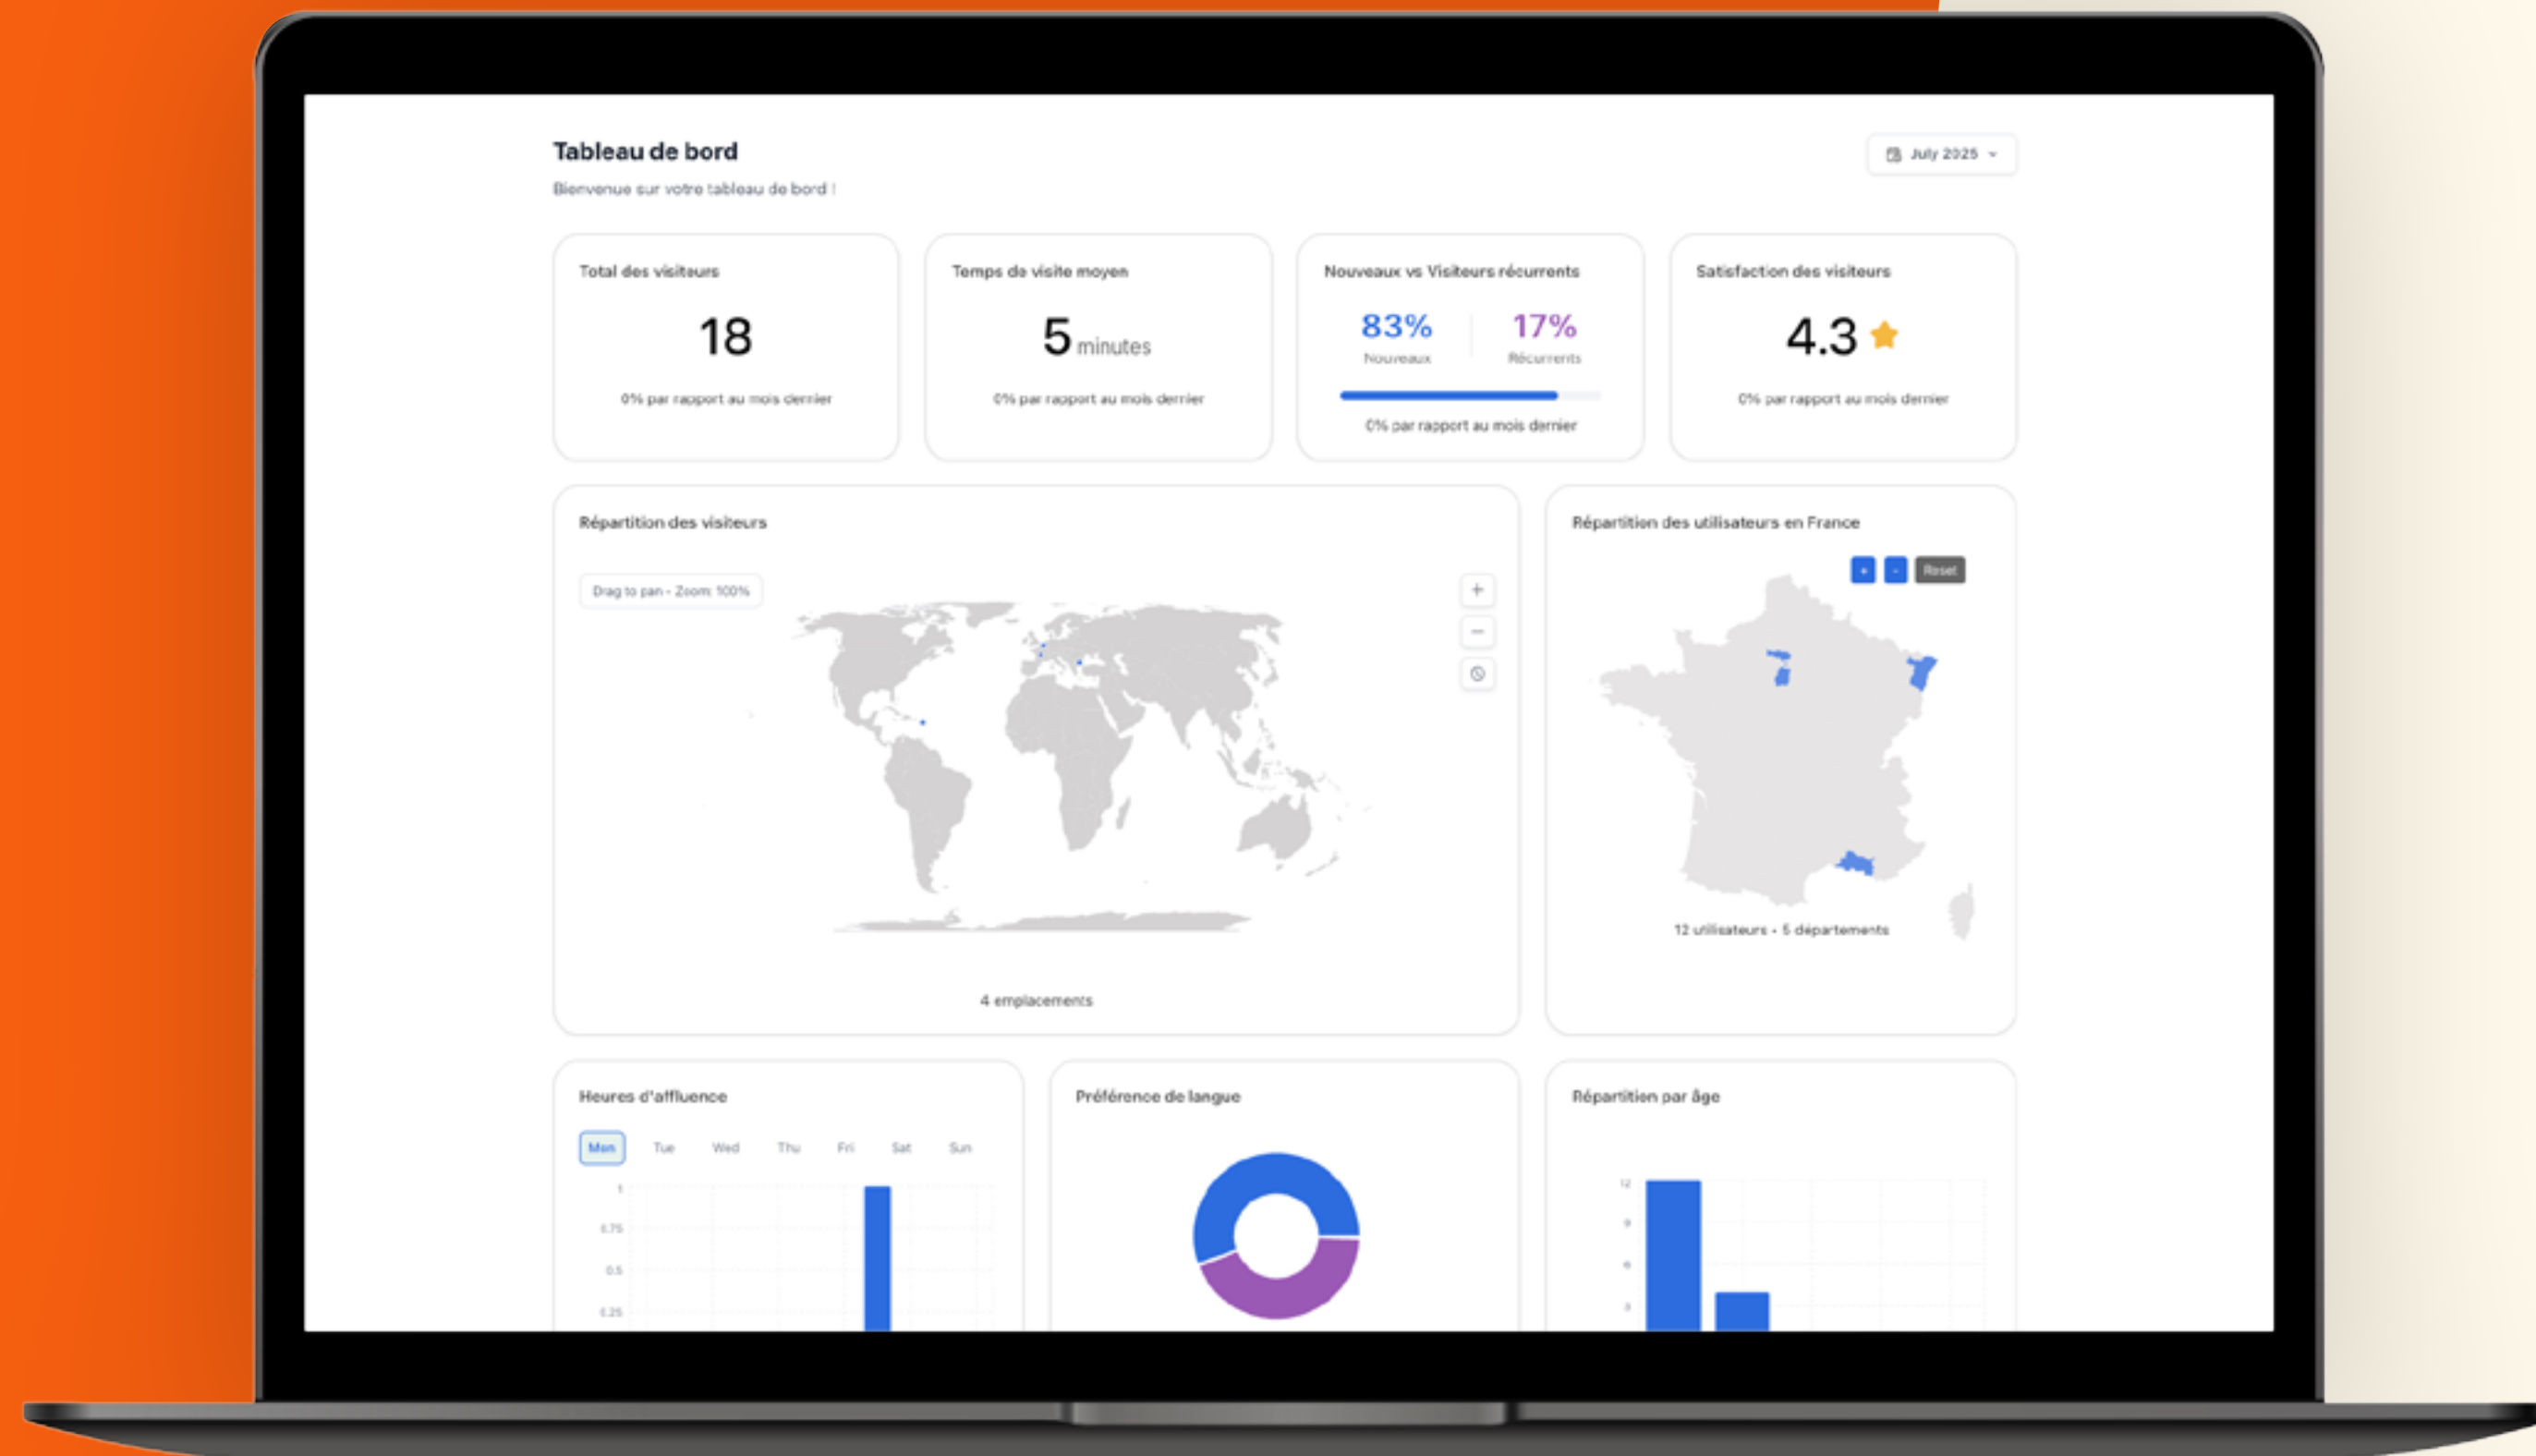 Tableau de bord
July 2025
Bienvenue sur votre tableau de bord !
Total des visiteurs
18
0% par rapport au mois dernier
Temps de visite moyen
5 minutes
0% par rapport au mois dernier
Nouveaux vs Visiteurs récurrents
83%
Nouveaux
17%
Récurrents
0% par rapport au mois dernier
Satisfaction des visiteurs
4.3
0% par rapport au mois dernier
Répartition des visiteurs
Drag to pan - Zoom: 100%
+
−
4 emplacements
Répartition des utilisateurs en France
+
-
Reset
12 utilisateurs • 5 départements
Heures d'affluence
Mon Tue Wed Thu Fri Sat Sun
1
0.75
0.5
0.25
Préférence de langue
Répartition par âge
12
9
6
3